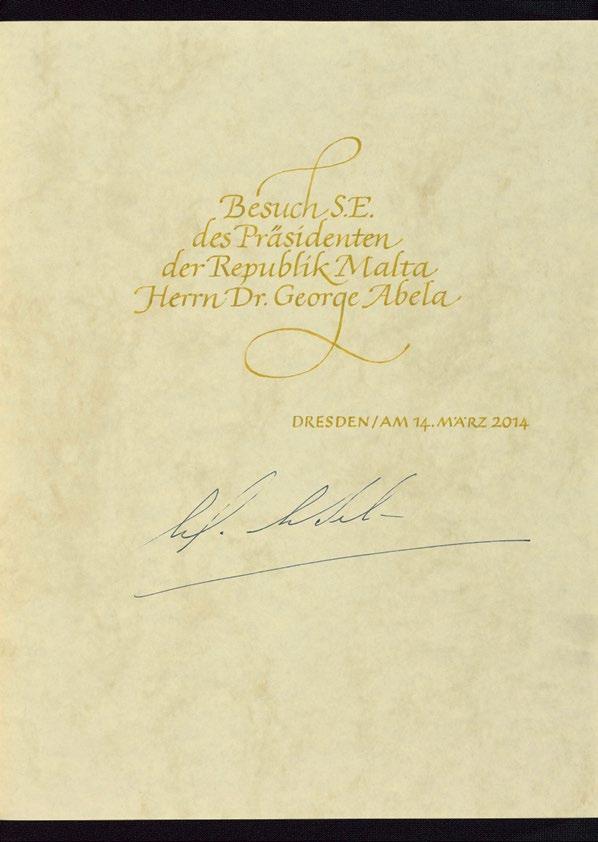 Besuch S.E.
des Präsidenten
der Republik Malta
Herrn Dr. George Abela
DRESDEN/AM 14. MÄRZ 2014